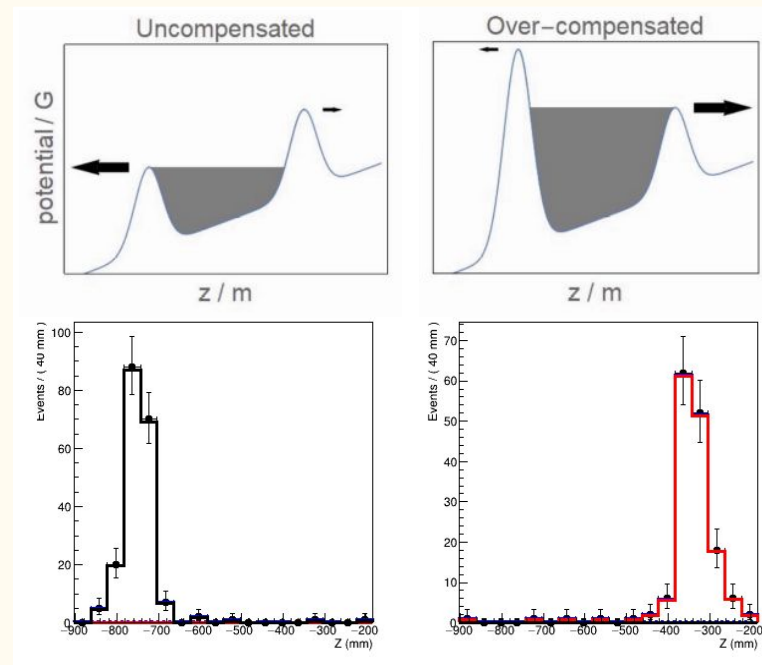 Uncompensated
Over−compensated
potential / G
z / m
z / m
Events / ( 40 mm )
100
80
60
40
20
0
−900 −800 −700 −600 −500 −400 −300 −200
Z (mm)
Events / ( 40 mm )
70
60
50
40
30
20
10
0
−900 −800 −700 −600 −500 −400 −300 −200
Z (mm)